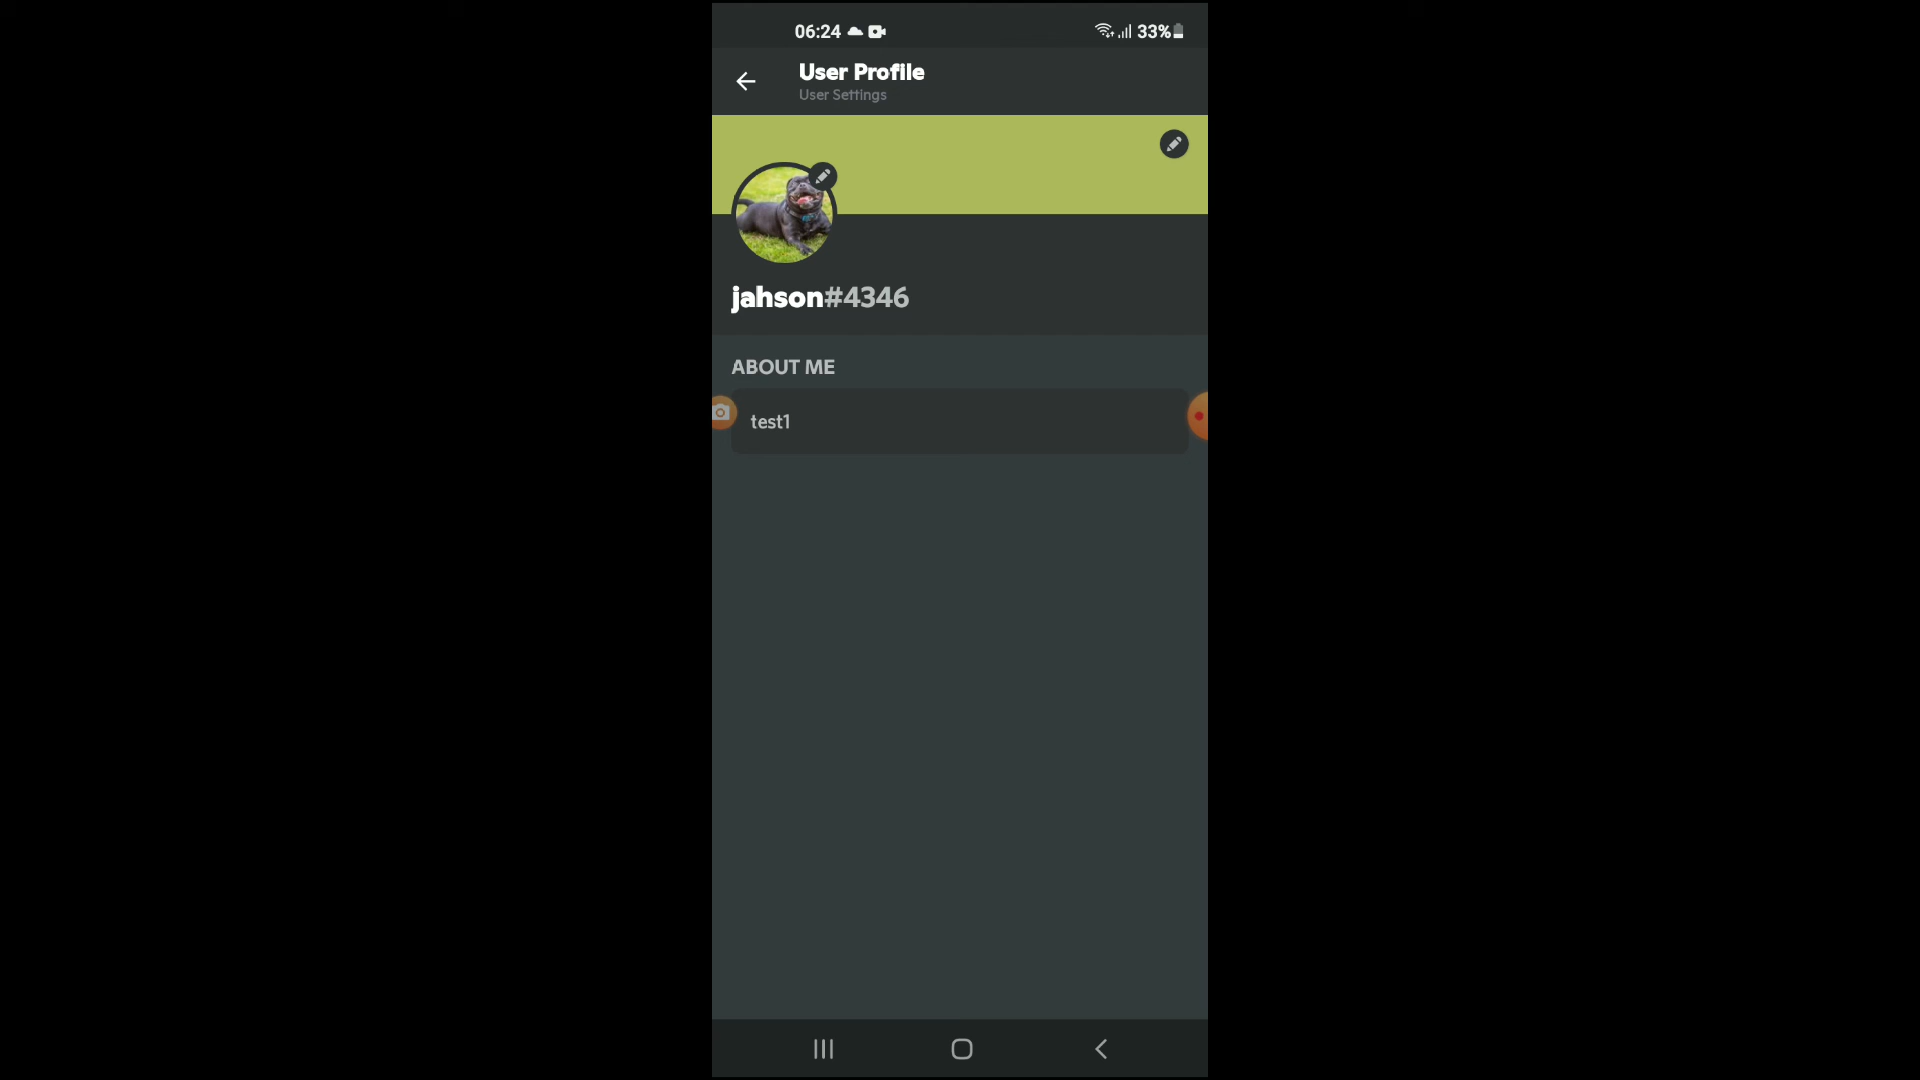 06:24 33%
User Profile
User Settings
jahson#4346
ABOUT ME
test1